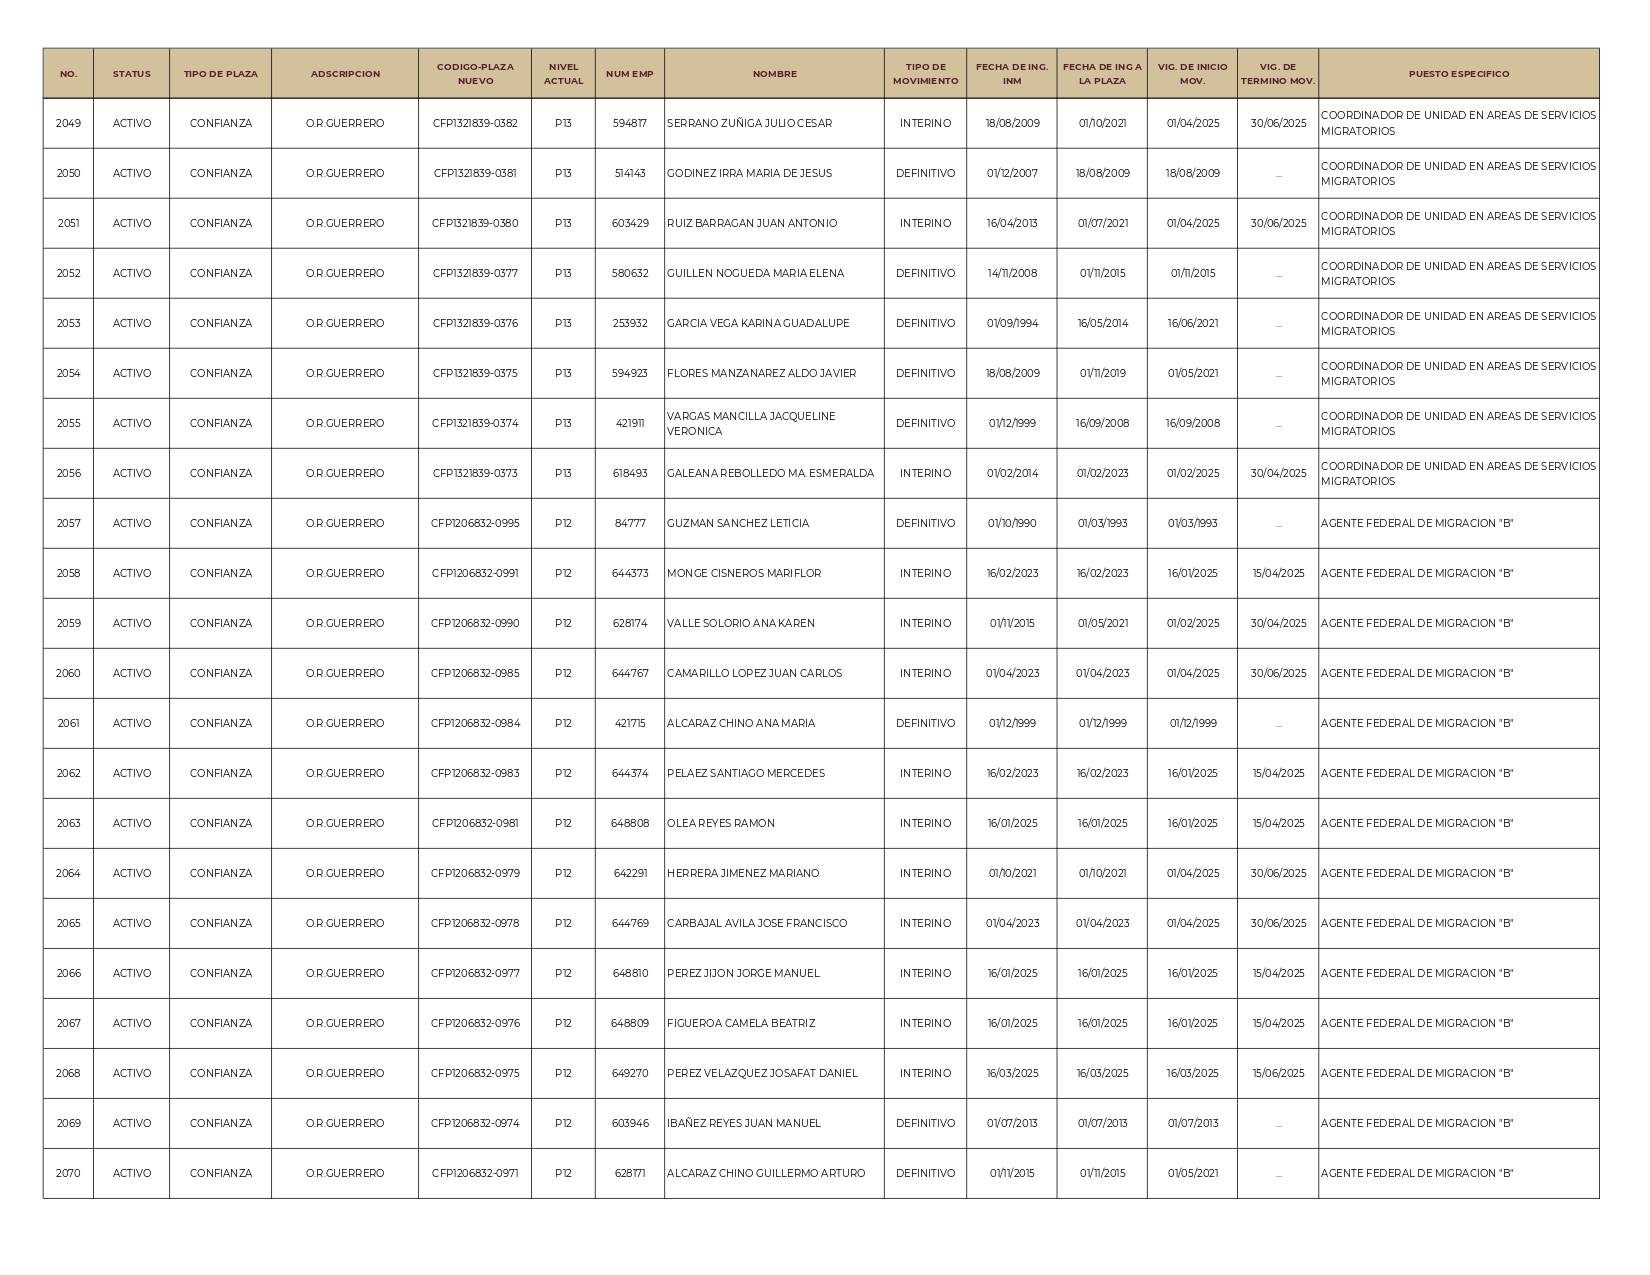 NO. STATUS TIPO DE PLAZA ADSCRIPCION CODIGO-PLAZA NUEVO NIVEL ACTUAL NUM EMP NOMBRE TIPO DE MOVIMIENTO FECHA DE ING. INM FECHA DE ING A LA PLAZA VIG. DE INICIO MOV. VIG. DE TERMINO MOV. PUESTO ESPECIFICO
2049 ACTIVO CONFIANZA O.R.GUERRERO CFP1321839-0382 P13 594817 SERRANO ZUÑIGA JULIO CESAR INTERINO 18/08/2009 01/10/2021 01/04/2025 30/06/2025 COORDINADOR DE UNIDAD EN AREAS DE SERVICIOS MIGRATORIOS
2050 ACTIVO CONFIANZA O.R.GUERRERO CFP1321839-0381 P13 514143 GODINEZ IRRA MARIA DE JESUS DEFINITIVO 01/12/2007 18/08/2009 18/08/2009 ... COORDINADOR DE UNIDAD EN AREAS DE SERVICIOS MIGRATORIOS
2051 ACTIVO CONFIANZA O.R.GUERRERO CFP1321839-0380 P13 603429 RUIZ BARRAGAN JUAN ANTONIO INTERINO 16/04/2013 01/07/2021 01/04/2025 30/06/2025 COORDINADOR DE UNIDAD EN AREAS DE SERVICIOS MIGRATORIOS
2052 ACTIVO CONFIANZA O.R.GUERRERO CFP1321839-0377 P13 580632 GUILLEN NOGUEDA MARIA ELENA DEFINITIVO 14/11/2008 01/11/2015 01/11/2015 ... COORDINADOR DE UNIDAD EN AREAS DE SERVICIOS MIGRATORIOS
2053 ACTIVO CONFIANZA O.R.GUERRERO CFP1321839-0376 P13 253932 GARCIA VEGA KARINA GUADALUPE DEFINITIVO 01/09/1994 16/05/2014 16/06/2021 ... COORDINADOR DE UNIDAD EN AREAS DE SERVICIOS MIGRATORIOS
2054 ACTIVO CONFIANZA O.R.GUERRERO CFP1321839-0375 P13 594923 FLORES MANZANAREZ ALDO JAVIER DEFINITIVO 18/08/2009 01/11/2019 01/05/2021 ... COORDINADOR DE UNIDAD EN AREAS DE SERVICIOS MIGRATORIOS
2055 ACTIVO CONFIANZA O.R.GUERRERO CFP1321839-0374 P13 421911 VARGAS MANCILLA JACQUELINE VERONICA DEFINITIVO 01/12/1999 16/09/2008 16/09/2008 ... COORDINADOR DE UNIDAD EN AREAS DE SERVICIOS MIGRATORIOS
2056 ACTIVO CONFIANZA O.R.GUERRERO CFP1321839-0373 P13 618493 GALEANA REBOLLEDO MA. ESMERALDA INTERINO 01/02/2014 01/02/2023 01/02/2025 30/04/2025 COORDINADOR DE UNIDAD EN AREAS DE SERVICIOS MIGRATORIOS
2057 ACTIVO CONFIANZA O.R.GUERRERO CFP1206832-0995 P12 84777 GUZMAN SANCHEZ LETICIA DEFINITIVO 01/10/1990 01/03/1993 01/03/1993 ... AGENTE FEDERAL DE MIGRACION "B"
2058 ACTIVO CONFIANZA O.R.GUERRERO CFP1206832-0991 P12 644373 MONGE CISNEROS MARIFLOR INTERINO 16/02/2023 16/02/2023 16/01/2025 15/04/2025 AGENTE FEDERAL DE MIGRACION "B"
2059 ACTIVO CONFIANZA O.R.GUERRERO CFP1206832-0990 P12 628174 VALLE SOLORIO ANA KAREN INTERINO 01/11/2015 01/05/2021 01/02/2025 30/04/2025 AGENTE FEDERAL DE MIGRACION "B"
2060 ACTIVO CONFIANZA O.R.GUERRERO CFP1206832-0985 P12 644767 CAMARILLO LOPEZ JUAN CARLOS INTERINO 01/04/2023 01/04/2023 01/04/2025 30/06/2025 AGENTE FEDERAL DE MIGRACION "B"
2061 ACTIVO CONFIANZA O.R.GUERRERO CFP1206832-0984 P12 421715 ALCARAZ CHINO ANA MARIA DEFINITIVO 01/12/1999 01/12/1999 01/12/1999 ... AGENTE FEDERAL DE MIGRACION "B"
2062 ACTIVO CONFIANZA O.R.GUERRERO CFP1206832-0983 P12 644374 PELAEZ SANTIAGO MERCEDES INTERINO 16/02/2023 16/02/2023 16/01/2025 15/04/2025 AGENTE FEDERAL DE MIGRACION "B"
2063 ACTIVO CONFIANZA O.R.GUERRERO CFP1206832-0981 P12 648808 OLEA REYES RAMON INTERINO 16/01/2025 16/01/2025 16/01/2025 15/04/2025 AGENTE FEDERAL DE MIGRACION "B"
2064 ACTIVO CONFIANZA O.R.GUERRERO CFP1206832-0979 P12 642291 HERRERA JIMENEZ MARIANO INTERINO 01/10/2021 01/10/2021 01/04/2025 30/06/2025 AGENTE FEDERAL DE MIGRACION "B"
2065 ACTIVO CONFIANZA O.R.GUERRERO CFP1206832-0978 P12 644769 CARBAJAL AVILA JOSE FRANCISCO INTERINO 01/04/2023 01/04/2023 01/04/2025 30/06/2025 AGENTE FEDERAL DE MIGRACION "B"
2066 ACTIVO CONFIANZA O.R.GUERRERO CFP1206832-0977 P12 648810 PEREZ JIJON JORGE MANUEL INTERINO 16/01/2025 16/01/2025 16/01/2025 15/04/2025 AGENTE FEDERAL DE MIGRACION "B"
2067 ACTIVO CONFIANZA O.R.GUERRERO CFP1206832-0976 P12 648809 FIGUEROA CAMELA BEATRIZ INTERINO 16/01/2025 16/01/2025 16/01/2025 15/04/2025 AGENTE FEDERAL DE MIGRACION "B"
2068 ACTIVO CONFIANZA O.R.GUERRERO CFP1206832-0975 P12 649270 PEREZ VELAZQUEZ JOSAFAT DANIEL INTERINO 16/03/2025 16/03/2025 16/03/2025 15/06/2025 AGENTE FEDERAL DE MIGRACION "B"
2069 ACTIVO CONFIANZA O.R.GUERRERO CFP1206832-0974 P12 603946 IBAÑEZ REYES JUAN MANUEL DEFINITIVO 01/07/2013 01/07/2013 01/07/2013 ... AGENTE FEDERAL DE MIGRACION "B"
2070 ACTIVO CONFIANZA O.R.GUERRERO CFP1206832-0971 P12 628171 ALCARAZ CHINO GUILLERMO ARTURO DEFINITIVO 01/11/2015 01/11/2015 01/05/2021 ... AGENTE FEDERAL DE MIGRACION "B"